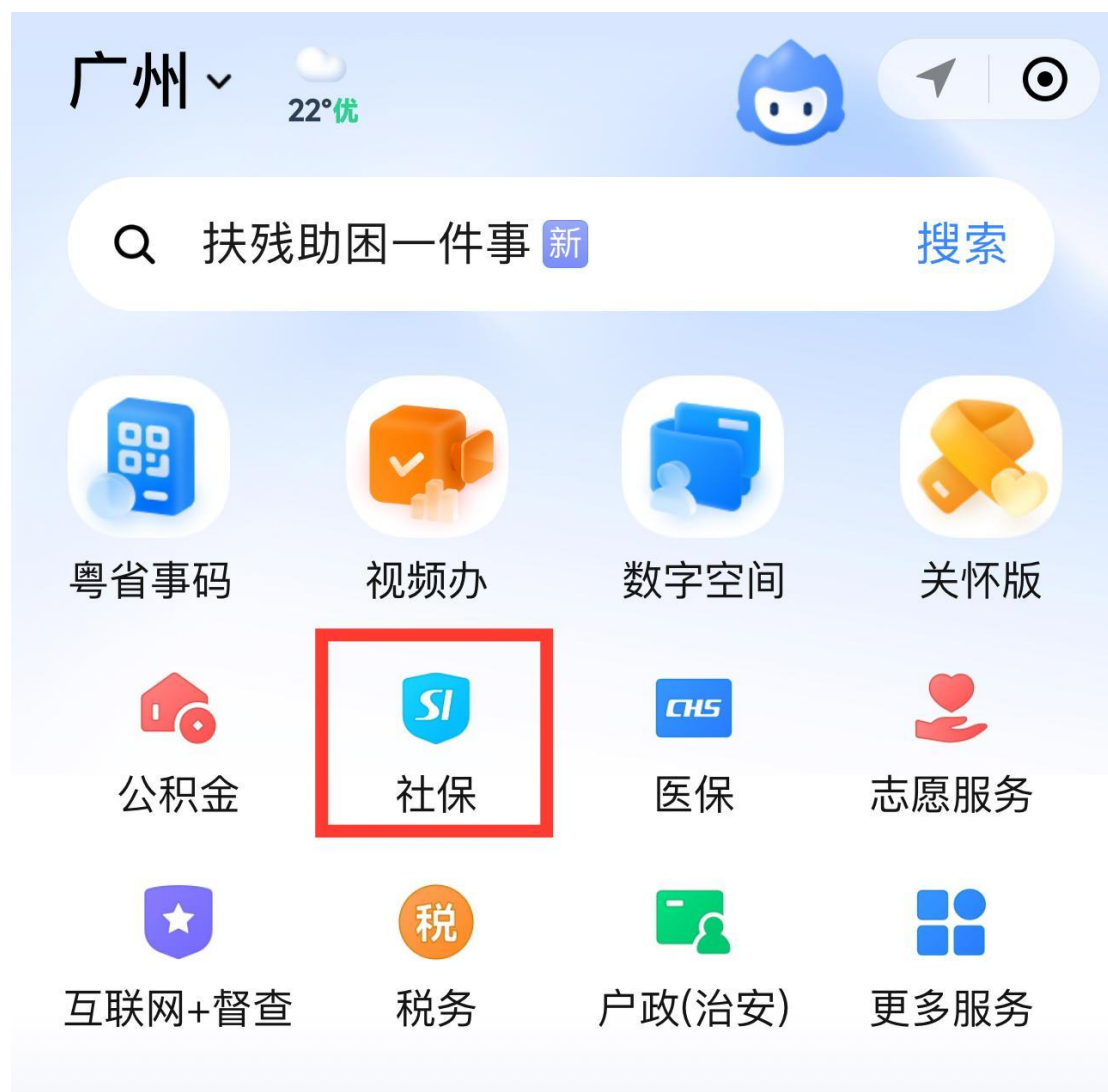 广州
22°优
扶残助困一件事 新 搜索
粤省事码 视频办 数字空间 关怀版
SI CHS
公积金 社保 医保 志愿服务
税
互联网+督查 税务 户政(治安) 更多服务